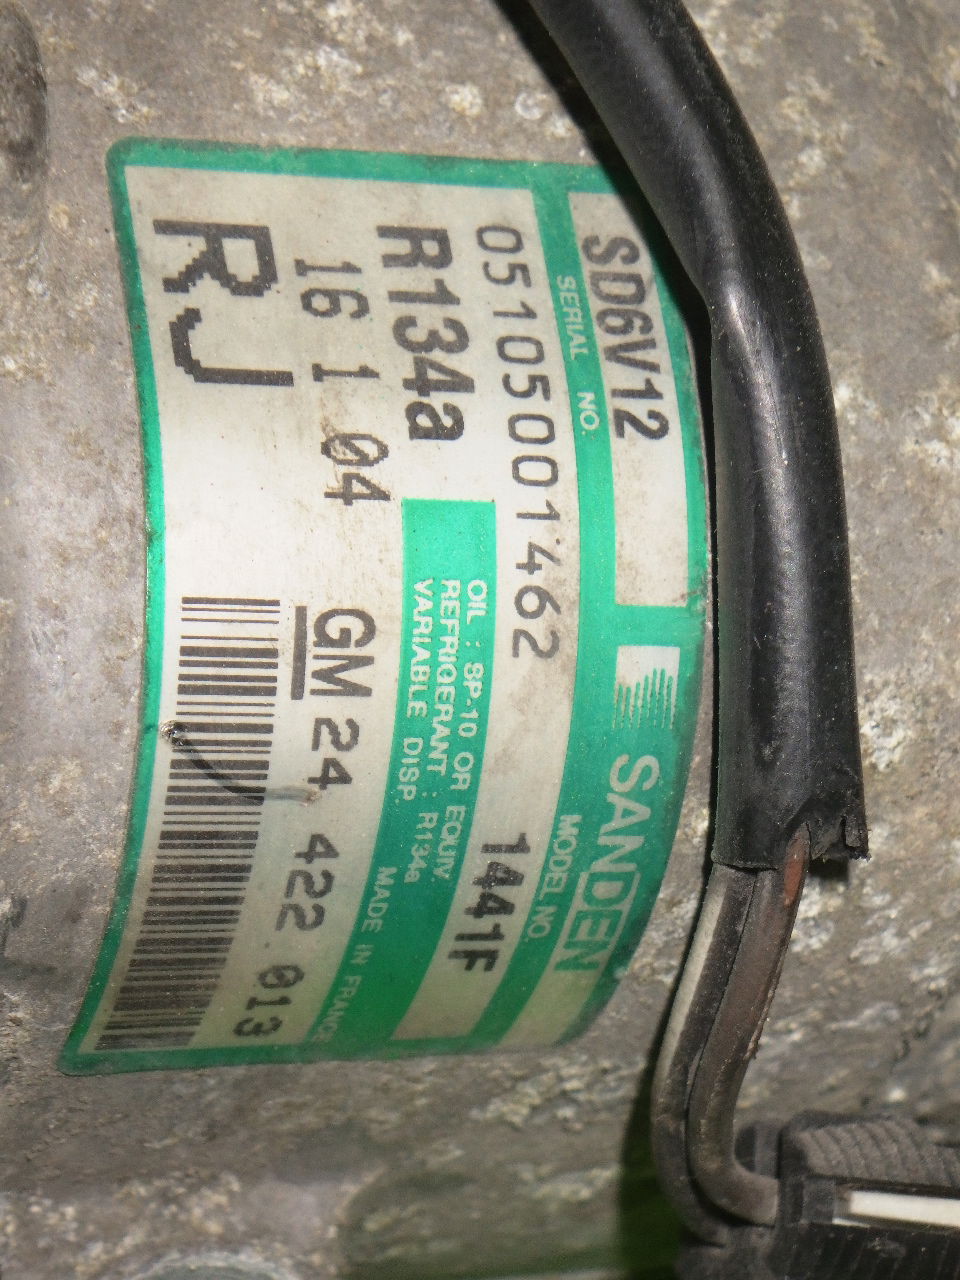 SANDEN
SD6V12
SERIAL NO.
MODEL NO.
05105001462
1441F
R134a
OIL : SP-10 OR EQUIV.
REFRIGERANT : R134a
VARIABLE DISP.
MADE IN FRANCE
16 1 04
GM 24 422 013
RJ